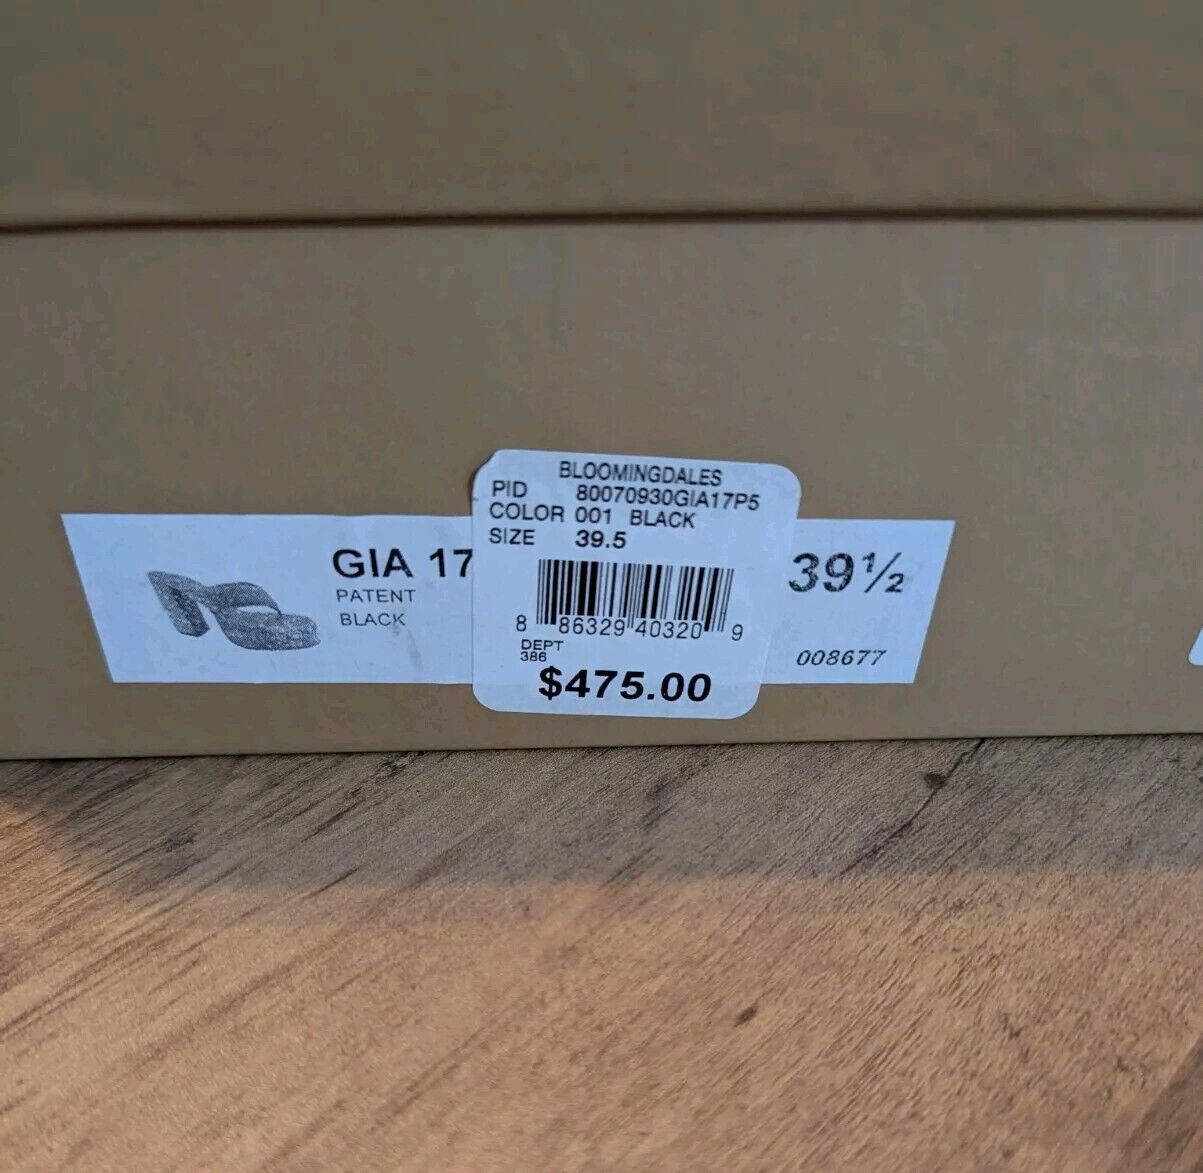 BLOOMINGDALES
PID 80070930GIA17P5
COLOR 001 BLACK
SIZE 39.5
8 86329 40320 9
DEPT
386
$475.00
GIA 17
PATENT
BLACK
39½
008677